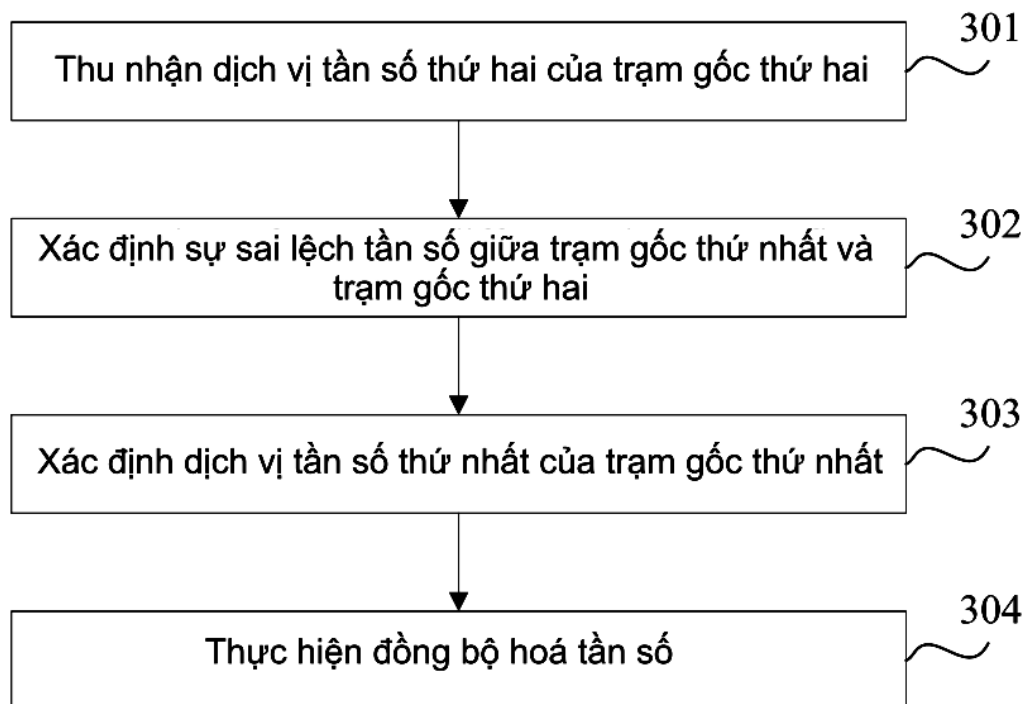 301
Thu nhận dịch vị tần số thứ hai của trạm gốc thứ hai
302
Xác định sự sai lệch tần số giữa trạm gốc thứ nhất và
trạm gốc thứ hai
303
Xác định dịch vị tần số thứ nhất của trạm gốc thứ nhất
304
Thực hiện đồng bộ hoá tần số